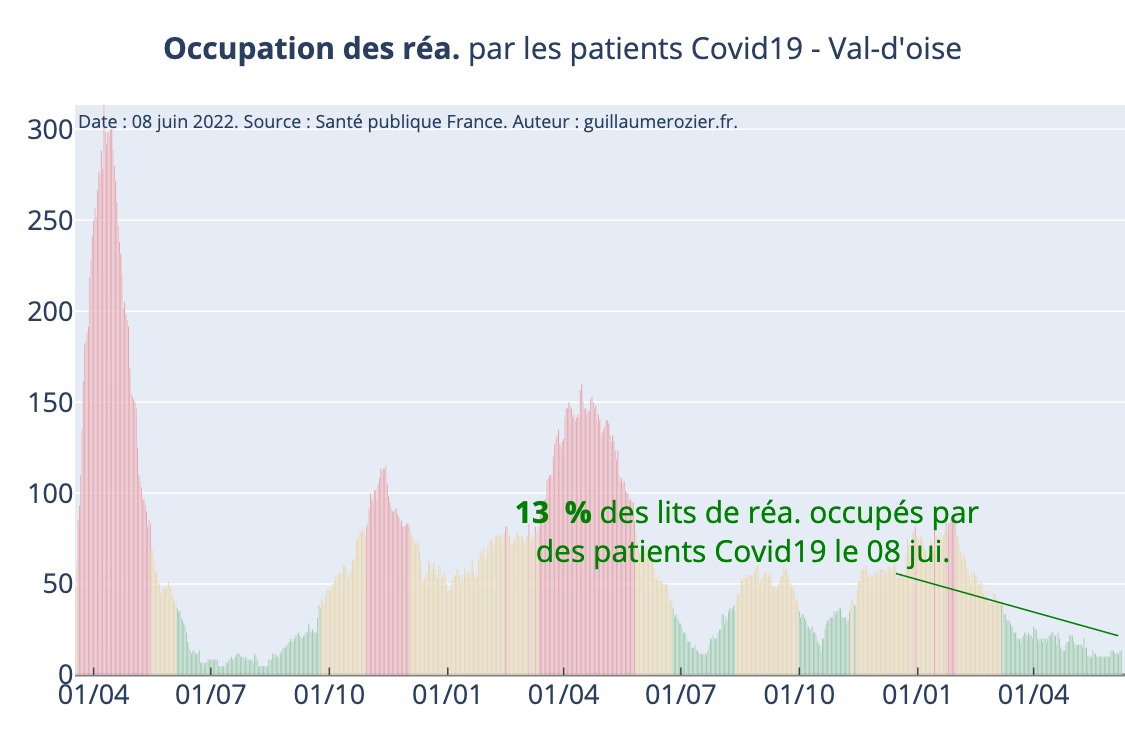 Occupation des réa. par les patients Covid19 - Val-d'oise
Date : 08 juin 2022. Source : Santé publique France. Auteur : guillaumerozier.fr.
300
250
200
150
100
50
0
13 % des lits de réa. occupés par
des patients Covid19 le 08 jui.
01/04 01/07 01/10 01/01 01/04 01/07 01/10 01/01 01/04